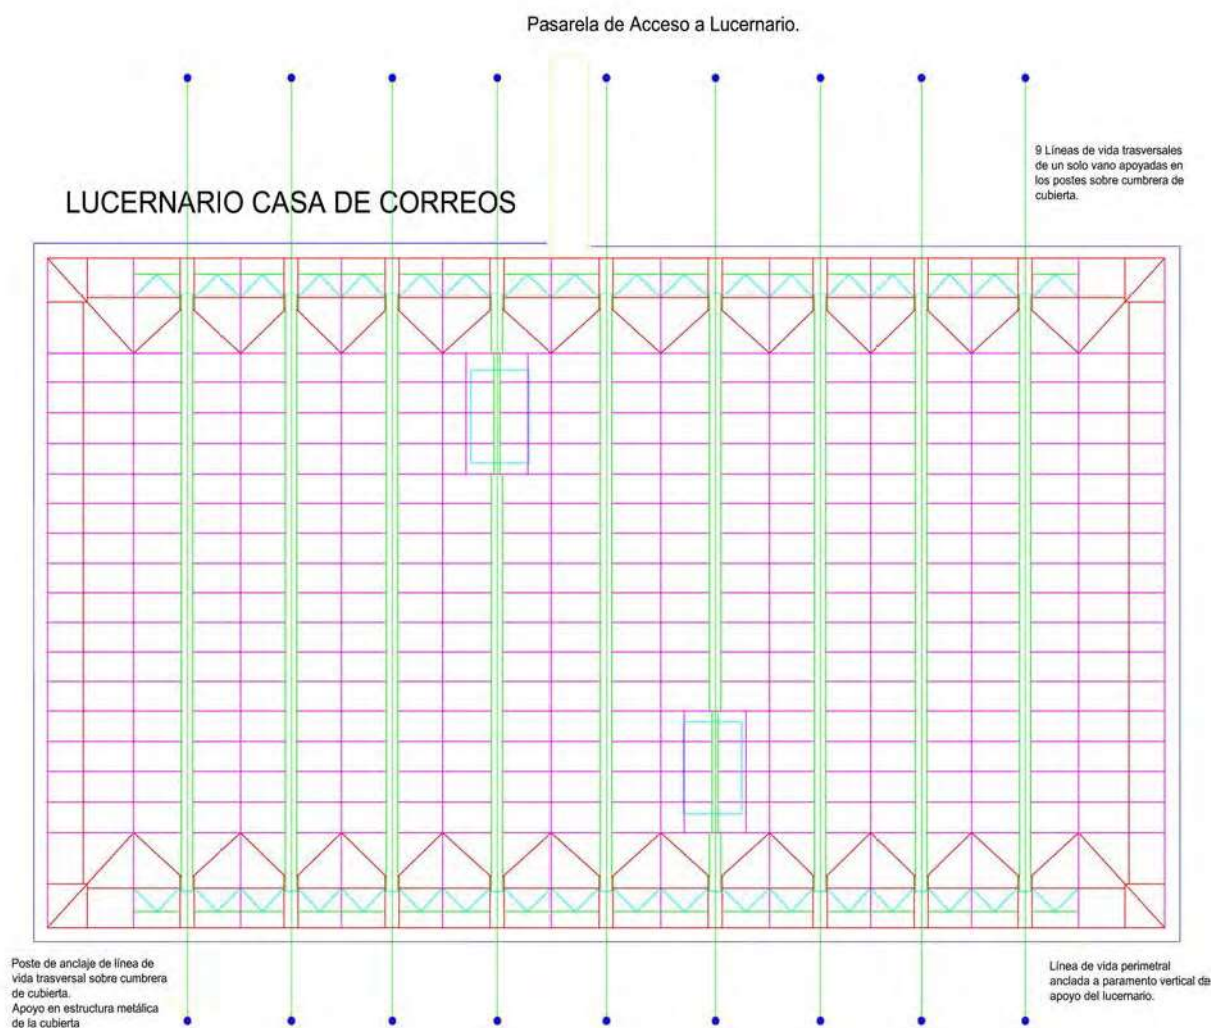 Pasarela de Acceso a Lucernario.
9 Líneas de vida trasversales
de un solo vano apoyadas en
los postes sobre cumbrera de
cubierta.
LUCERNARIO CASA DE CORREOS
Poste de anclaje de línea de
vida trasversal sobre cumbrera
de cubierta.
Apoyo en estructura metálica
de la cubierta
Línea de vida perimetral
anclada a paramento vertical de
apoyo del lucernario.